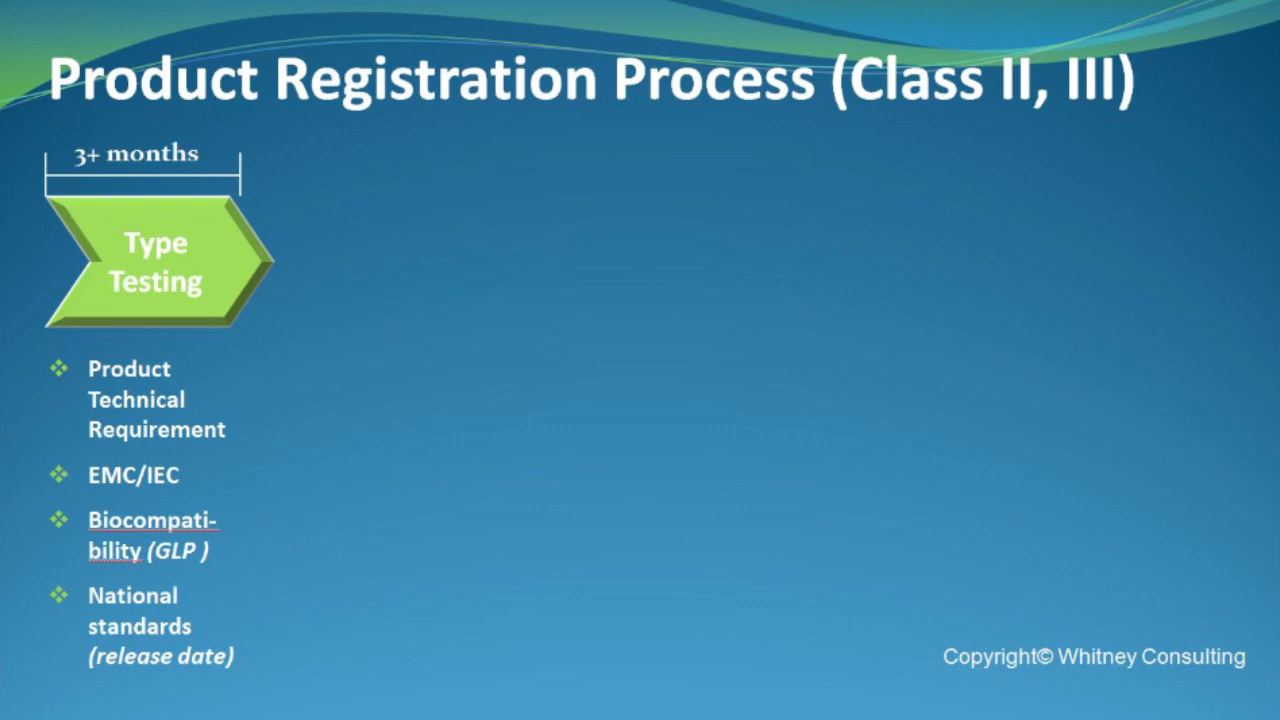 Product Registration Process (Class II, III)
3+ months
Type
Testing
Product
Technical
Requirement
EMC/IEC
Biocompati-
bility (GLP )
National
standards
(release date)
Copyright© Whitney Consulting